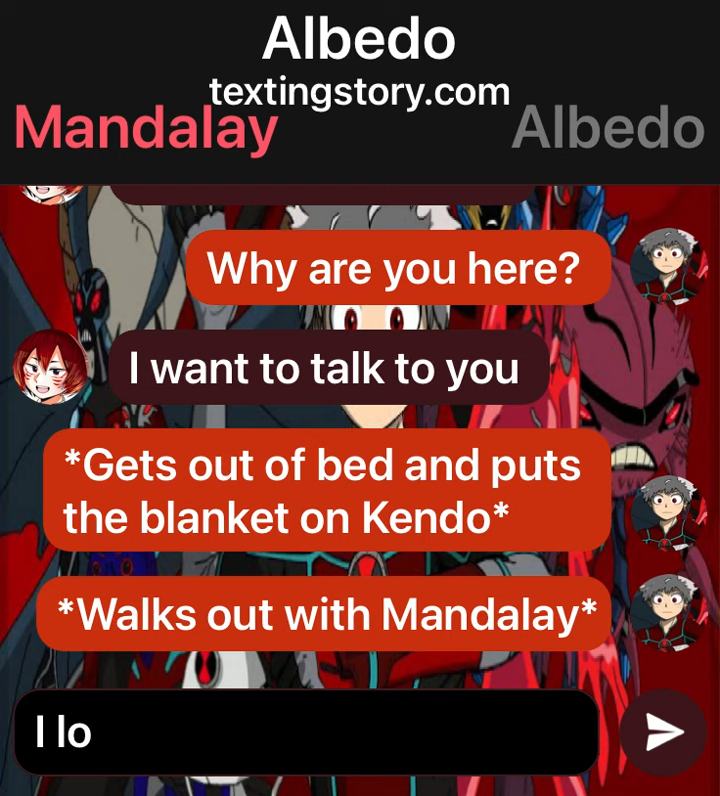 Albedo
textingstory.com
Mandalay Albedo
Why are you here?
I want to talk to you
*Gets out of bed and puts
the blanket on Kendo*
*Walks out with Mandalay*
I lo